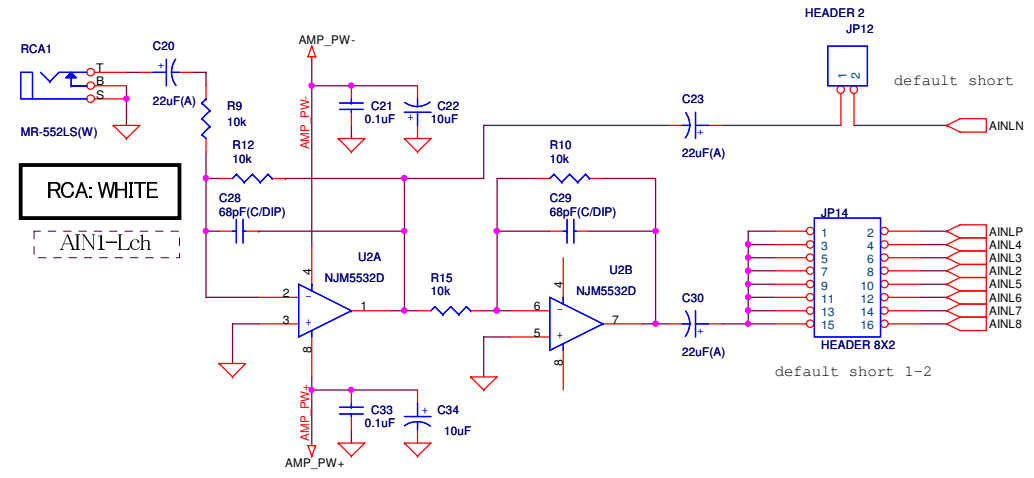 HEADER 2
JP12
1
2
default short
AMP_PW-
RCA1
C20
T
B
S
22uF(A)
MR-552LS(W)
R9
10k
AMP_PW-
C21
0.1uF
C22
10uF
C23
22uF(A)
AINLN
R12
10k
R10
10k
RCA: WHITE
AIN1-Lch
C28
68pF(C/DIP)
C29
68pF(C/DIP)
U2A
NJM5532D
4
2
3
1
8
R15
10k
U2B
NJM5532D
4
6
5
7
8
C30
22uF(A)
JP14
1 2 AINLP
3 4 AINL4
5 6 AINL3
7 8 AINL2
9 10 AINL5
11 12 AINL6
13 14 AINL7
15 16 AINL8
HEADER 8X2
default short 1-2
AMP_PW+
C33
0.1uF
C34
10uF
AMP_PW+